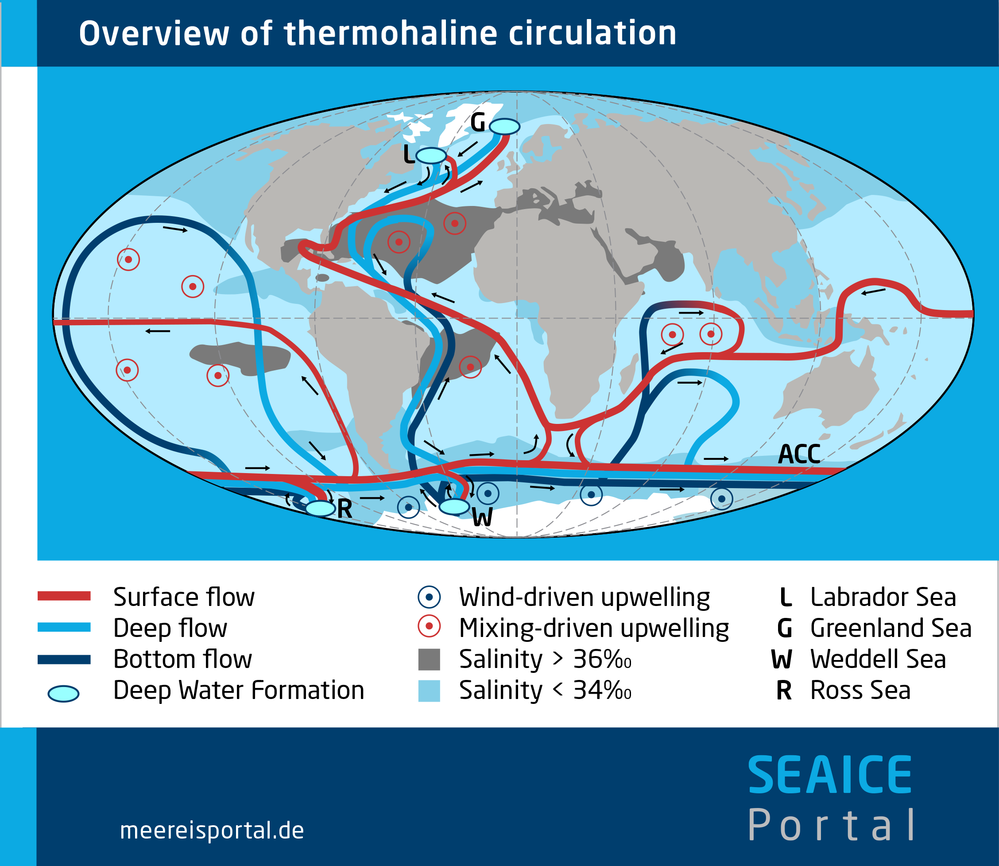 Overview of thermohaline circulation
G
L
ACC
R
W
Surface flow
Deep flow
Bottom flow
Deep Water Formation
Wind-driven upwelling
Mixing-driven upwelling
Salinity > 36‰
Salinity < 34‰
L Labrador Sea
G Greenland Sea
W Weddell Sea
R Ross Sea
meereisportal.de
SEAICE
Portal